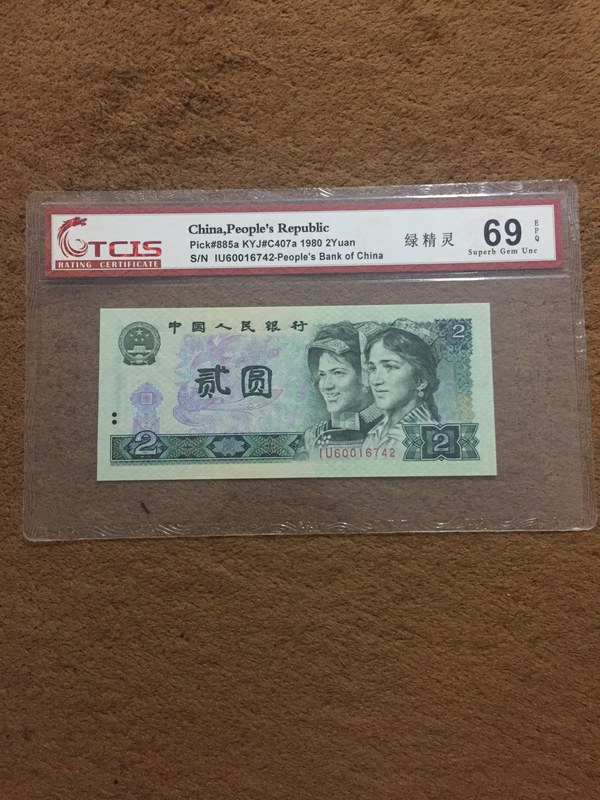 TCIS
RATING CERTIFICATE
China,People's Republic
Pick#885a KYJ#C407a 1980 2Yuan
S/N IU60016742-People's Bank of China
绿精灵
69
EPQ
Superb Gem Unc
中国人民银行
贰圆
2
2
2
IU60016742